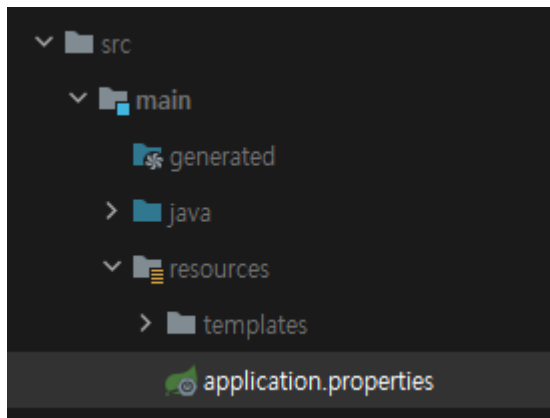 src
main
generated
java
resources
templates
application.properties